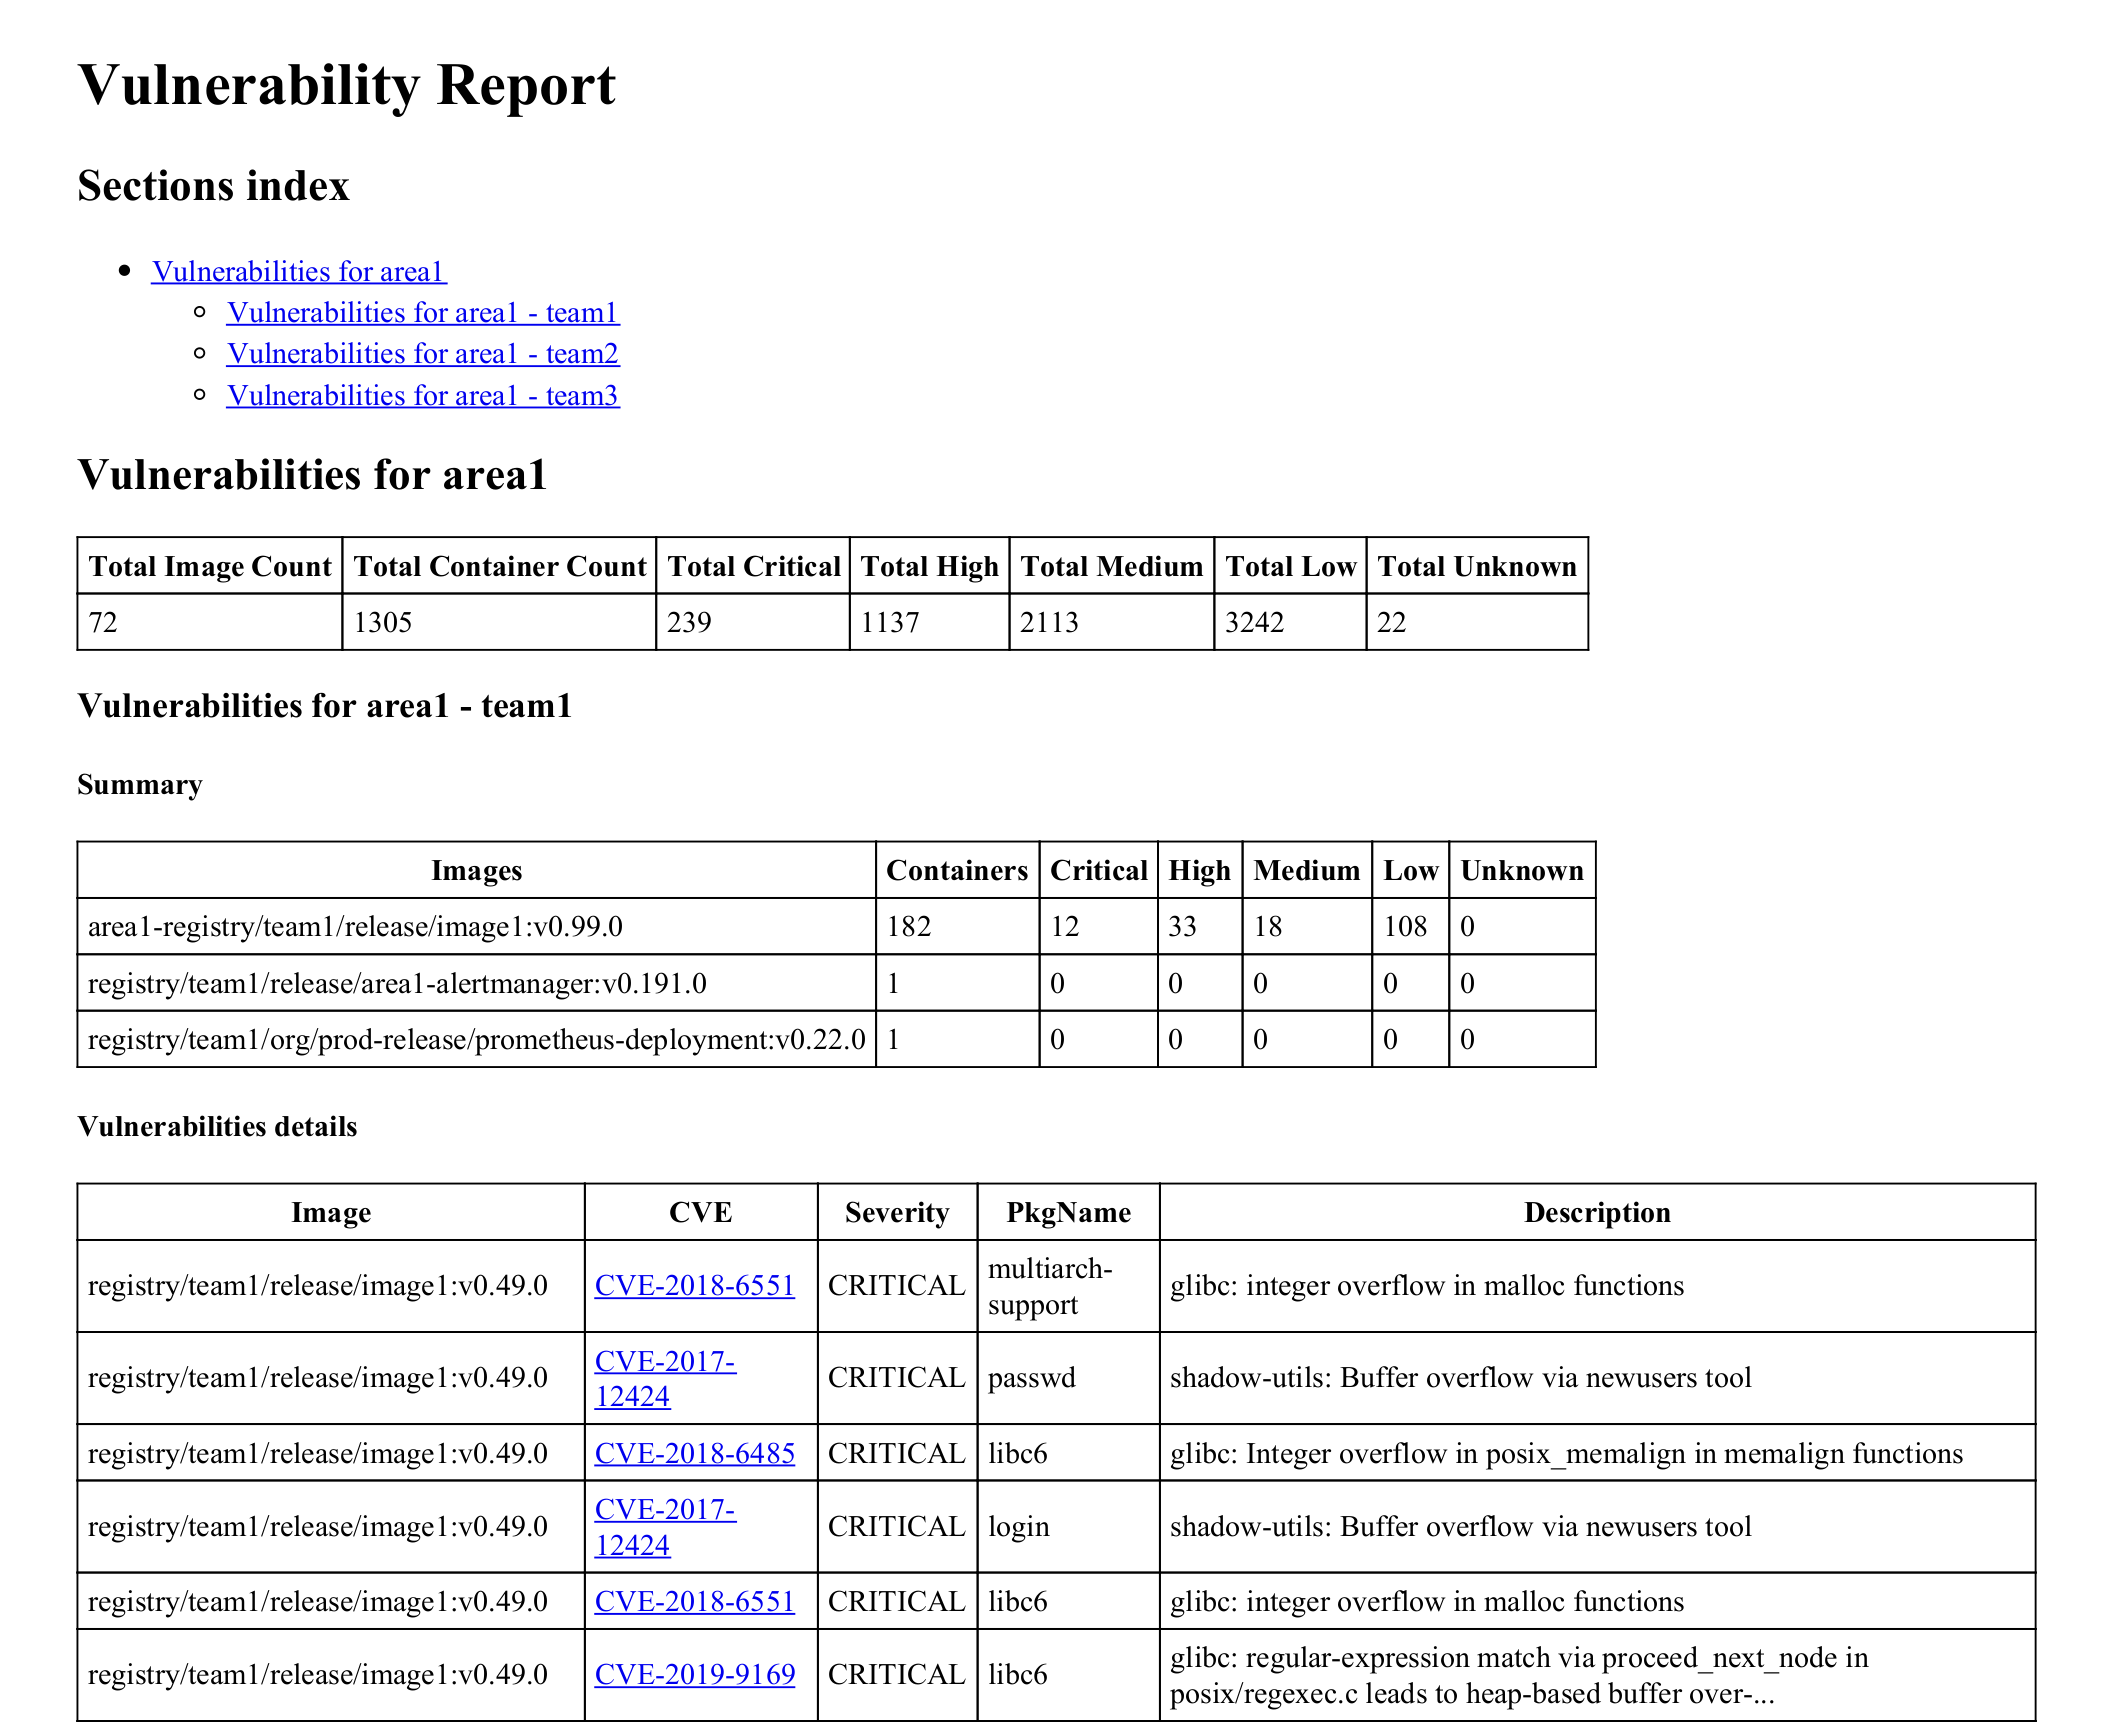 Vulnerability Report
Sections index
Vulnerabilities for area1
Vulnerabilities for area1 - team1
Vulnerabilities for area1 - team2
Vulnerabilities for area1 - team3
Vulnerabilities for area1
Total Image Count Total Container Count Total Critical Total High Total Medium Total Low Total Unknown
72 1305 239 1137 2113 3242 22
Vulnerabilities for area1 - team1
Summary
Images Containers Critical High Medium Low Unknown
area1-registry/team1/release/image1:v0.99.0 182 12 33 18 108 0
registry/team1/release/area1-alertmanager:v0.191.0 1 0 0 0 0 0
registry/team1/org/prod-release/prometheus-deployment:v0.22.0 1 0 0 0 0 0
Vulnerabilities details
Image CVE Severity PkgName Description
registry/team1/release/image1:v0.49.0 CVE-2018-6551 CRITICAL multiarch-
support glibc: integer overflow in malloc functions
registry/team1/release/image1:v0.49.0 CVE-2017-
12424 CRITICAL passwd shadow-utils: Buffer overflow via newusers tool
registry/team1/release/image1:v0.49.0 CVE-2018-6485 CRITICAL libc6 glibc: Integer overflow in posix_memalign in memalign functions
registry/team1/release/image1:v0.49.0 CVE-2017-
12424 CRITICAL login shadow-utils: Buffer overflow via newusers tool
registry/team1/release/image1:v0.49.0 CVE-2018-6551 CRITICAL libc6 glibc: integer overflow in malloc functions
registry/team1/release/image1:v0.49.0 CVE-2019-9169 CRITICAL libc6 glibc: regular-expression match via proceed_next_node in
posix/regexec.c leads to heap-based buffer over-...